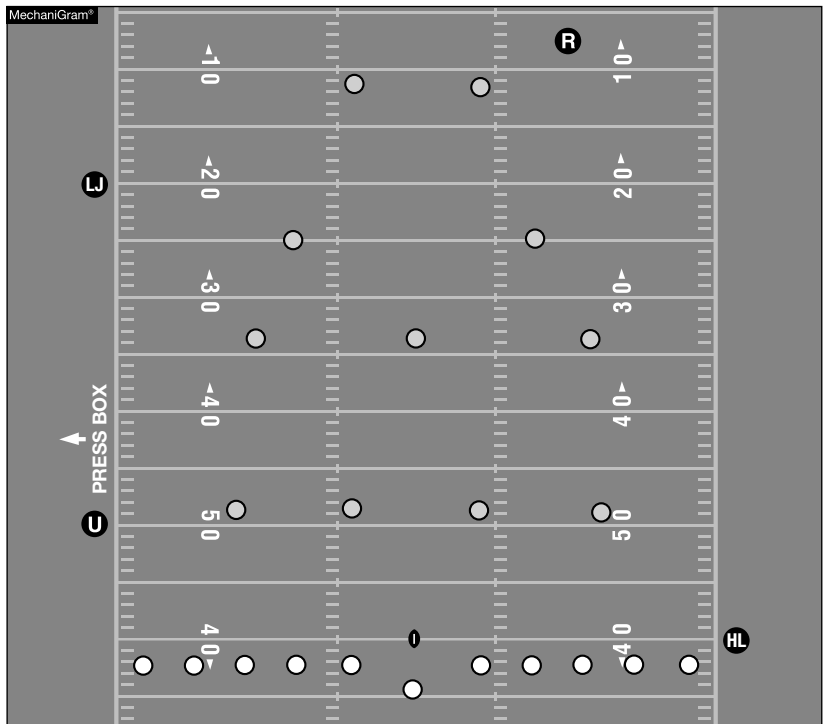 MechaniGram®
R
◄10
10►
LJ
◄20
20►
◄30
30►
◄40
40►
PRESS BOX
U
50
50
40►
◄40
HL